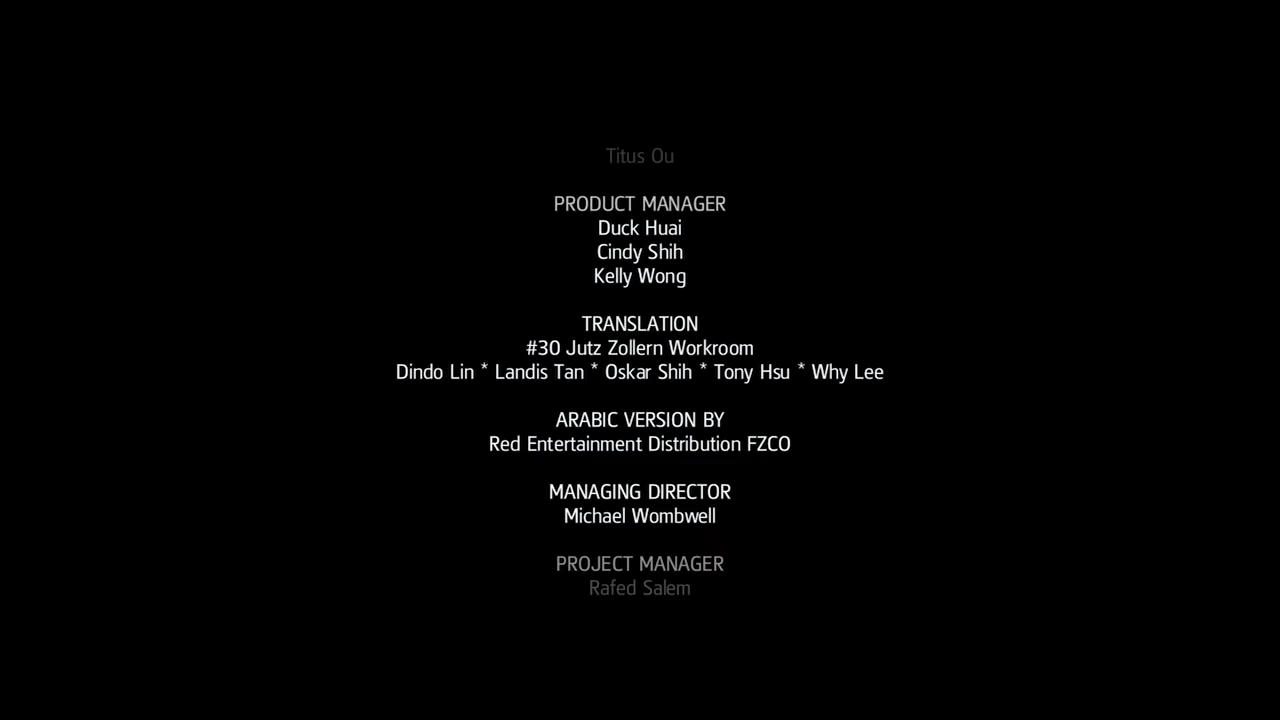 Titus Ou
PRODUCT MANAGER
Duck Huai
Cindy Shih
Kelly Wong
TRANSLATION
#30 Jutz Zollern Workroom
Dindo Lin * Landis Tan * Oskar Shih * Tony Hsu * Why Lee
ARABIC VERSION BY
Red Entertainment Distribution FZCO
MANAGING DIRECTOR
Michael Wombwell
PROJECT MANAGER
Rafed Salem